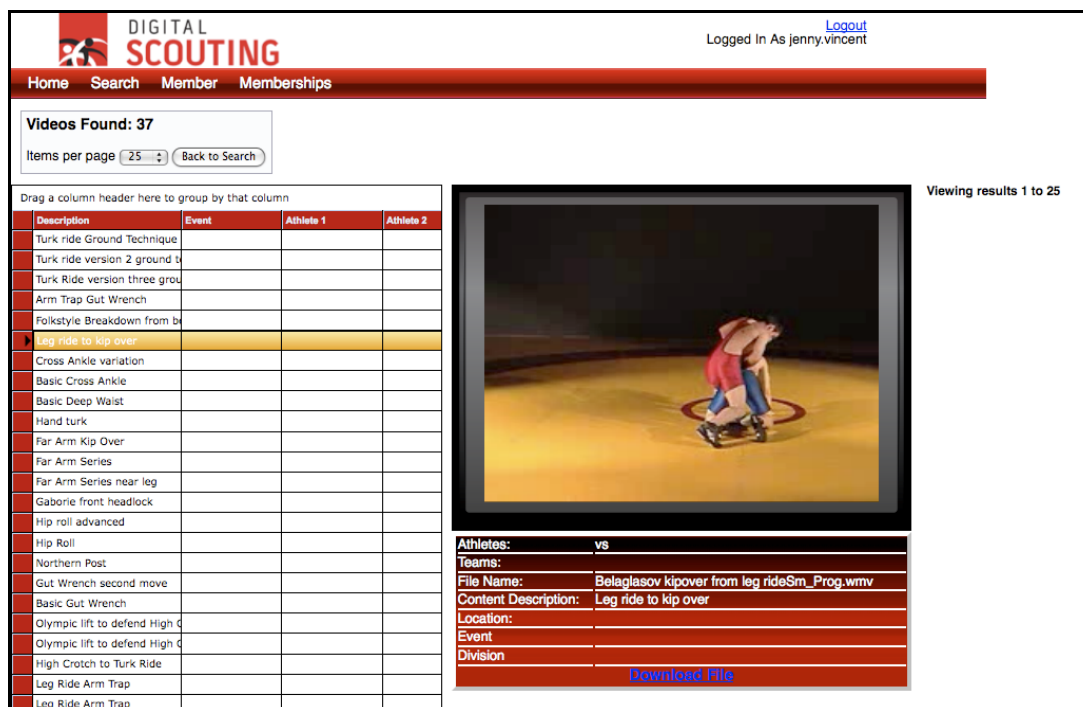 DIGITAL
SCOUTING
Logout
Logged In As jenny.vincent
Home Search Member Memberships
Videos Found: 37
Items per page 25 Back to Search
Drag a column header here to group by that column
Description Event Athlete 1 Athlete 2
Turk ride Ground Technique
Turk ride version 2 ground t
Turk Ride version three grou
Arm Trap Gut Wrench
Folkstyle Breakdown from b
Leg ride to kip over
Cross Ankle variation
Basic Cross Ankle
Basic Deep Waist
Hand turk
Far Arm Kip Over
Far Arm Series
Far Arm Series near leg
Gaborie front headlock
Hip roll advanced
Hip Roll
Northern Post
Gut Wrench second move
Basic Gut Wrench
Olympic lift to defend High C
Olympic lift to defend High C
High Crotch to Turk Ride
Leg Ride Arm Trap
Leg Ride Arm Trap
Viewing results 1 to 25
Athletes: vs
Teams:
File Name: Belaglasov kipover from leg rideSm_Prog.wmv
Content Description: Leg ride to kip over
Location:
Event
Division
Download File